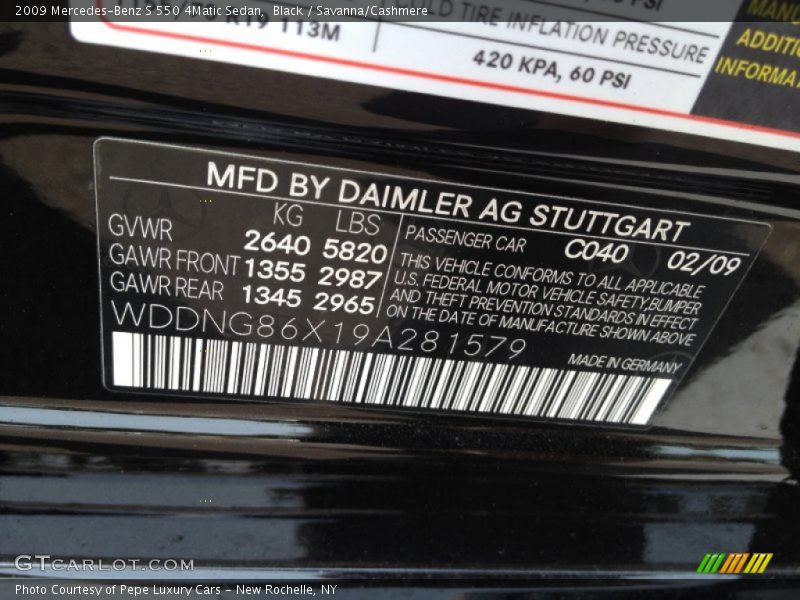 2009 Mercedes-Benz S 550 4Matic Sedan, Black / Savanna/Cashmere
113M
TIRE INFLATION PRESSURE
420 KPA, 60 PSI
MFD BY DAIMLER AG STUTTGART
KG LBS
GVWR 2640 5820
GAWR FRONT 1355 2987
GAWR REAR 1345 2965
PASSENGER CAR C040 02/09
THIS VEHICLE CONFORMS TO ALL APPLICABLE
U.S. FEDERAL MOTOR VEHICLE SAFETY, BUMPER
AND THEFT PREVENTION STANDARDS IN EFFECT
ON THE DATE OF MANUFACTURE SHOWN ABOVE
WDDNG86X19A281579
MADE IN GERMANY
GTCARLOT.COM
Photo Courtesy of Pepe Luxury Cars - New Rochelle, NY